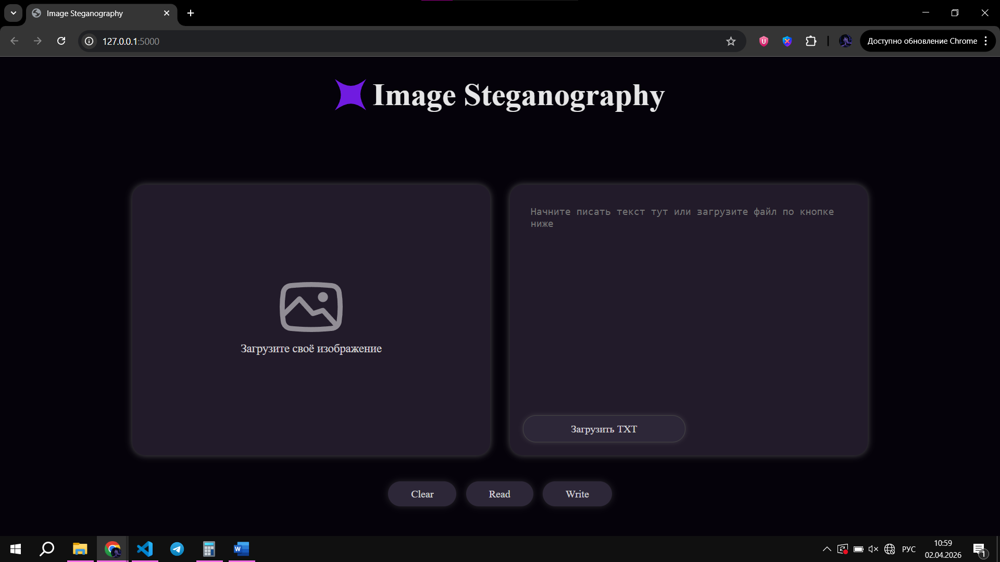 Image Steganography
127.0.0.1:5000
Доступно обновление Chrome
Image Steganography
Загрузите своё изображение
Начните писать текст тут или загрузите файл по кнопке
ниже
Загрузить TXT
Clear
Read
Write
РУС
10:59
02.04.2026
1